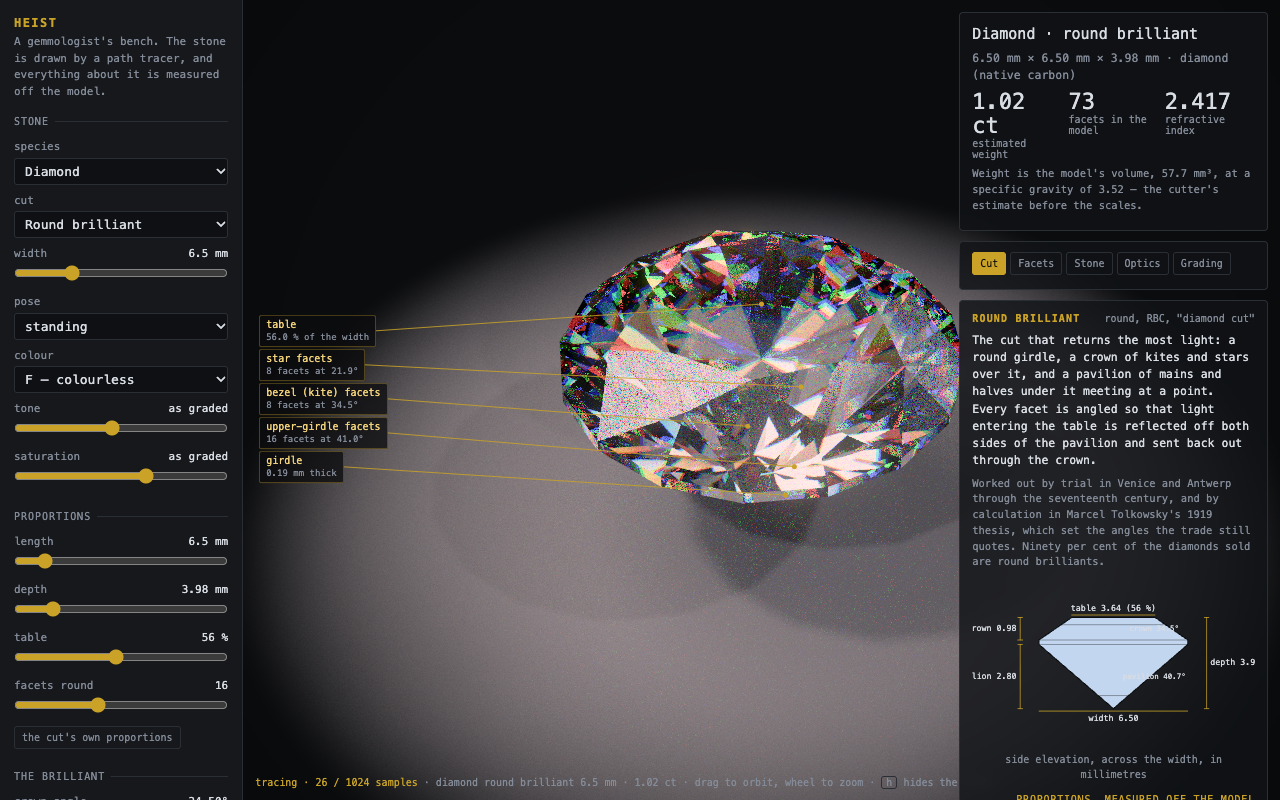 HEIST
A gemmologist's bench. The stone
is drawn by a path tracer, and
everything about it is measured
off the model.
STONE
species
Diamond
cut
Round brilliant
width 6.5 mm
pose
standing
colour
F — colourless
tone as graded
saturation as graded
PROPORTIONS
length 6.5 mm
depth 3.98 mm
table 56 %
facets round 16
the cut's own proportions
THE BRILLIANT
table
56.0 % of the width
star facets
8 facets at 21.9°
bezel (kite) facets
8 facets at 34.5°
upper-girdle facets
16 facets at 41.0°
girdle
0.19 mm thick
tracing · 26 / 1024 samples · diamond round brilliant 6.5 mm · 1.02 ct · drag to orbit, wheel to zoom · h hides the
Diamond · round brilliant
6.50 mm × 6.50 mm × 3.98 mm · diamond
(native carbon)
1.02 ct
estimated weight
73
facets in the model
2.417
refractive index
Weight is the model's volume, 57.7 mm³, at a
specific gravity of 3.52 — the cutter's
estimate before the scales.
Cut Facets Stone Optics Grading
ROUND BRILLIANT round, RBC, "diamond cut"
The cut that returns the most light: a
round girdle, a crown of kites and stars
over it, and a pavilion of mains and
halves under it meeting at a point.
Every facet is angled so that light
entering the table is reflected off both
sides of the pavilion and sent back out
through the crown.
Worked out by trial in Venice and Antwerp
through the seventeenth century, and by
calculation in Marcel Tolkowsky's 1919
thesis, which set the angles the trade still
quotes. Ninety per cent of the diamonds sold
are round brilliants.
table 3.64 (56 %)
rown 0.98
lion 2.80
40.7°
depth 3.9
width 6.50
side elevation, across the width, in
millimetres
PROPORTIONS, MEASURED OFF THE MODEL